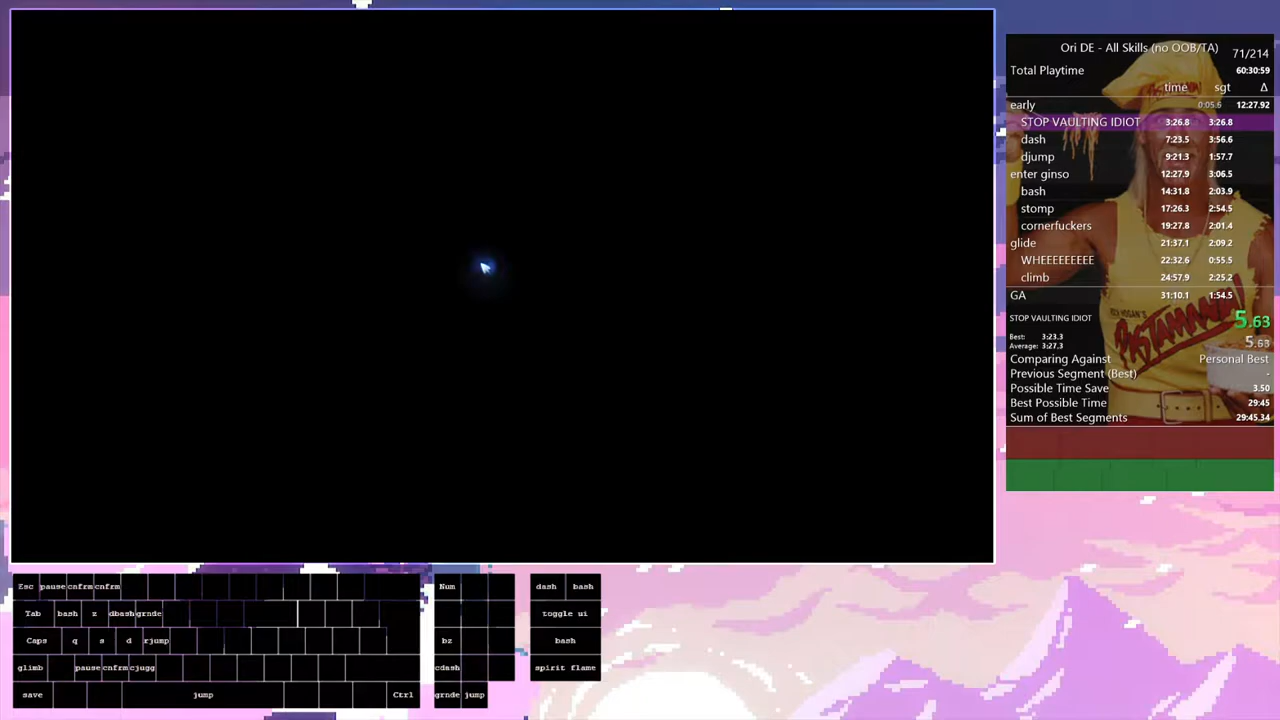 Ori DE - All Skills (no OOB/TA) 71/214
Total Playtime 60:30:59
time sgt Δ
early 0:05.6 12:27.92
STOP VAULTING IDIOT 3:26.8 3:26.8
dash 7:23.5 3:56.6
djump 9:21.3 1:57.7
enter ginso 12:27.9 3:06.5
bash 14:31.8 2:03.9
stomp 17:26.3 2:54.5
cornerfuckers 19:27.8 2:01.4
glide 21:37.1 2:09.2
WHEEEEEEEEE 22:32.6 0:55.5
climb 24:57.9 2:25.2
GA 31:10.1 1:54.5
STOP VAULTING IDIOT 5.63
Best: 3:23.3 5.63
Average: 3:27.3
Comparing Against Personal Best
Previous Segment (Best) -
Possible Time Save 3.50
Best Possible Time 29:45
Sum of Best Segments 29:45.34
PASTAMANIA!
Esc pause cnfrm cnfrm Num dash bash
Tab bash z dbash grnde toggle ui
Caps q s d rjump bz bash
glimb pause cnfrm cjugg cdash spirit flame
save jump Ctrl grnde jump